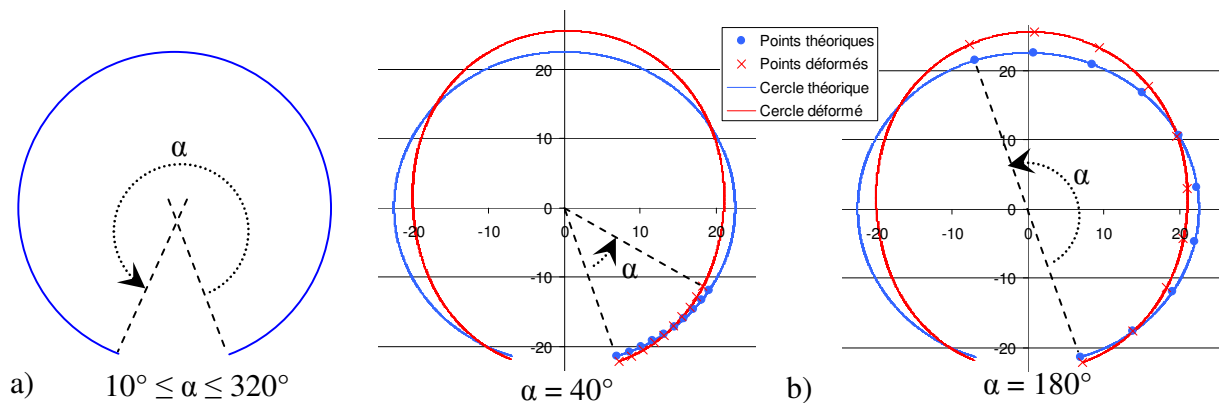 α
a) 10° ≤ α ≤ 320°
20
10
0
-20 -10 0 10 20
-10
-20
α
α = 40°
Points théoriques
Points déformés
Cercle théorique
Cercle déformé
20
10
0
-20 -10 0 10 20
-10
-20
α
b) α = 180°